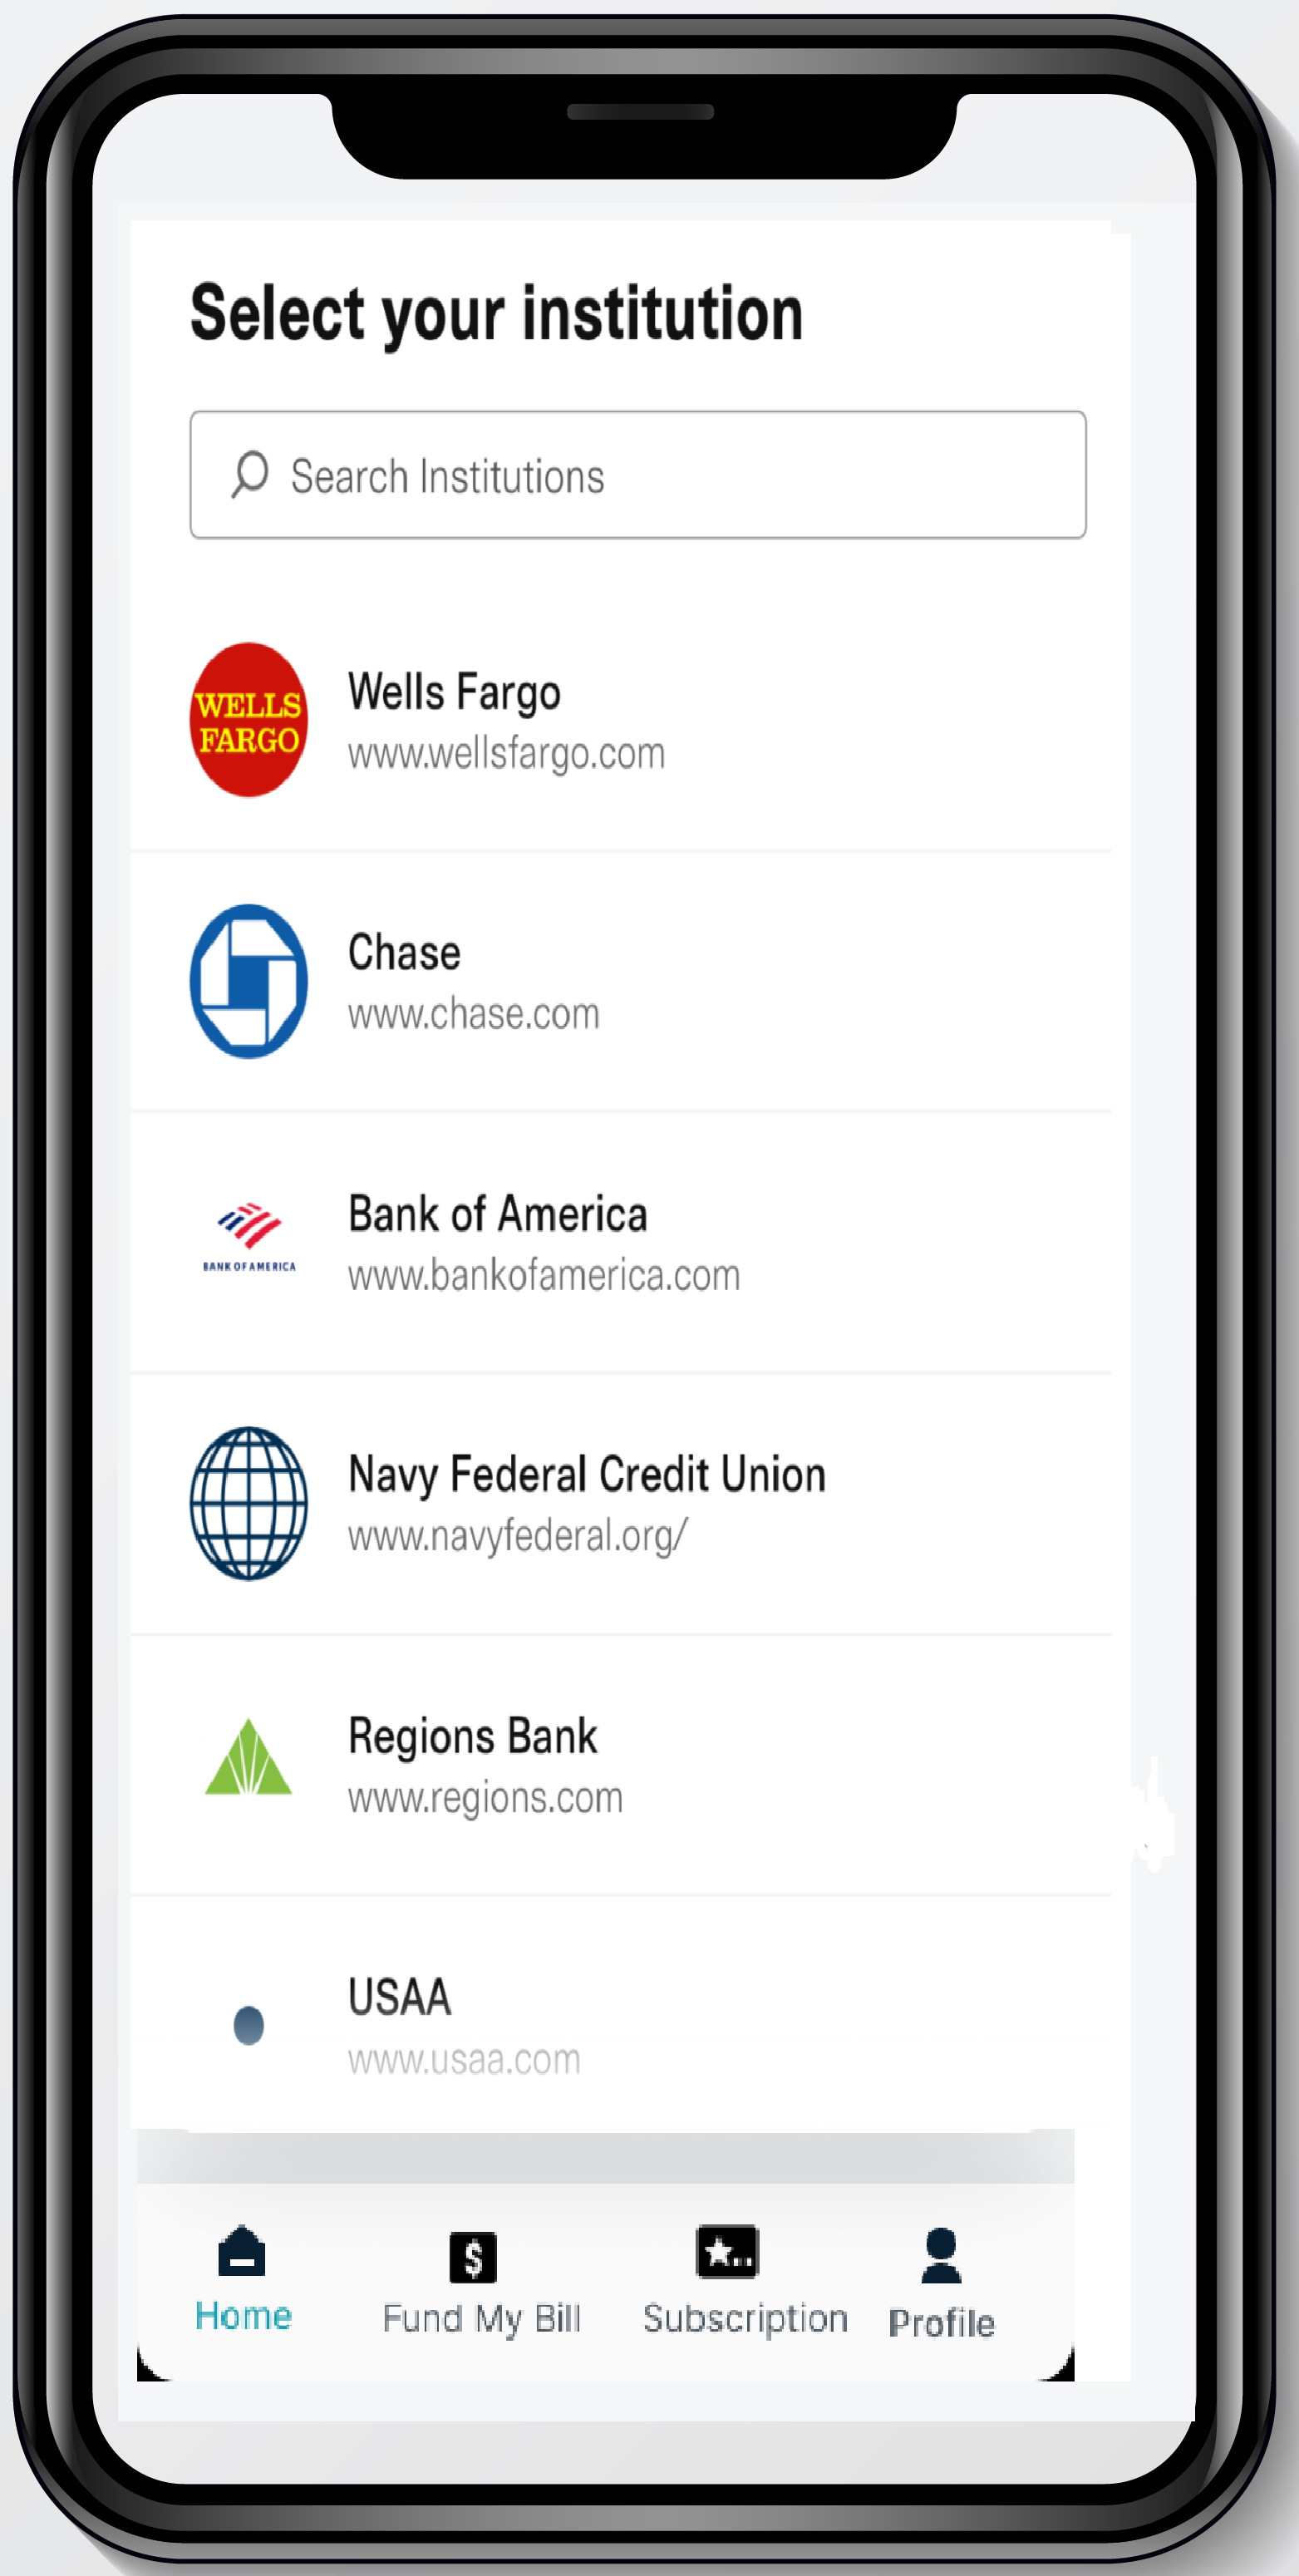 Select your institution
Search Institutions
WELLS
FARGO
Wells Fargo
www.wellsfargo.com
Chase
www.chase.com
BANK OF AMERICA
Bank of America
www.bankofamerica.com
Navy Federal Credit Union
www.navyfederal.org/
Regions Bank
www.regions.com
USAA
www.usaa.com
$
Home
Fund My Bill
Subscription
Profile